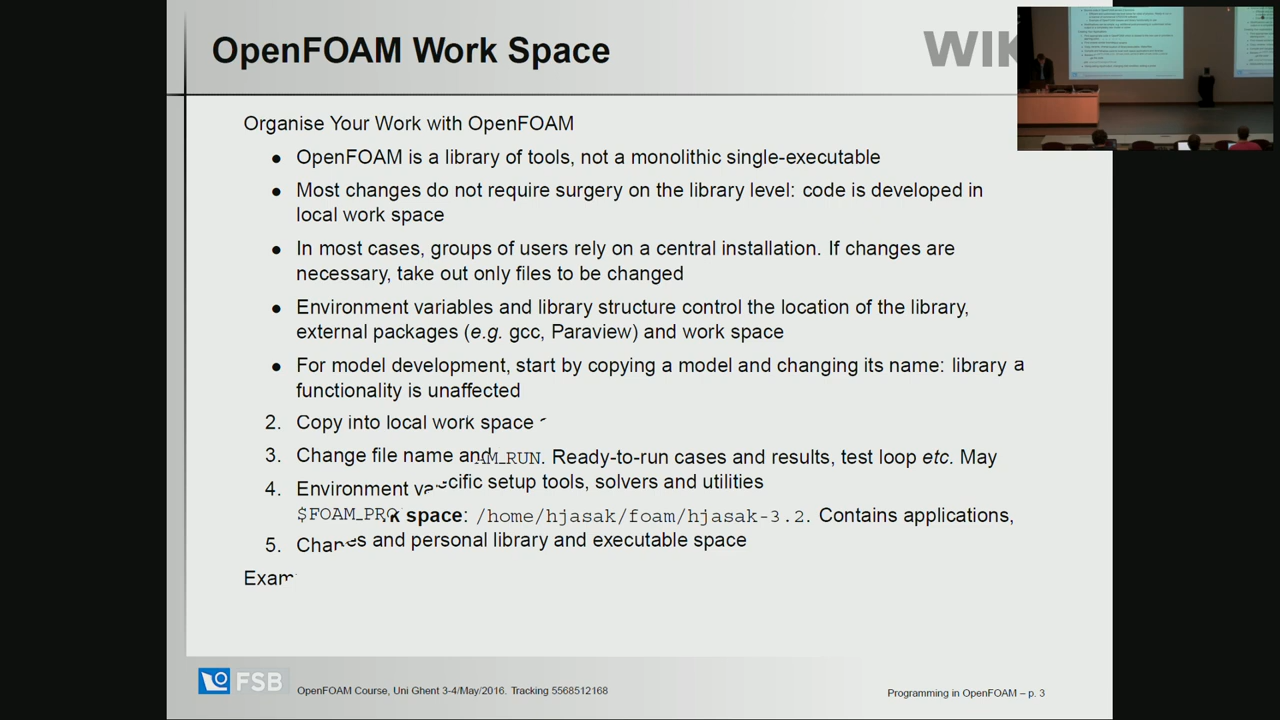 OpenFOAM Work Space
WIK
Organise Your Work with OpenFOAM
● OpenFOAM is a library of tools, not a monolithic single-executable
● Most changes do not require surgery on the library level: code is developed in
local work space
● In most cases, groups of users rely on a central installation. If changes are
necessary, take out only files to be changed
● Environment variables and library structure control the location of the library,
external packages (e.g. gcc, Paraview) and work space
● For model development, start by copying a model and changing its name: library a
functionality is unaffected
2. Copy into local work space
3. Change file name and M_RUN. Ready-to-run cases and results, test loop etc. May
4. Environment va cific setup tools, solvers and utilities
$FOAM_PRO k space: /home/hjasak/foam/hjasak-3.2. Contains applications,
5. Chan es and personal library and executable space
Exam
FSB
OpenFOAM Course, Uni Ghent 3-4/May/2016. Tracking 5568512168
Programming in OpenFOAM – p. 3